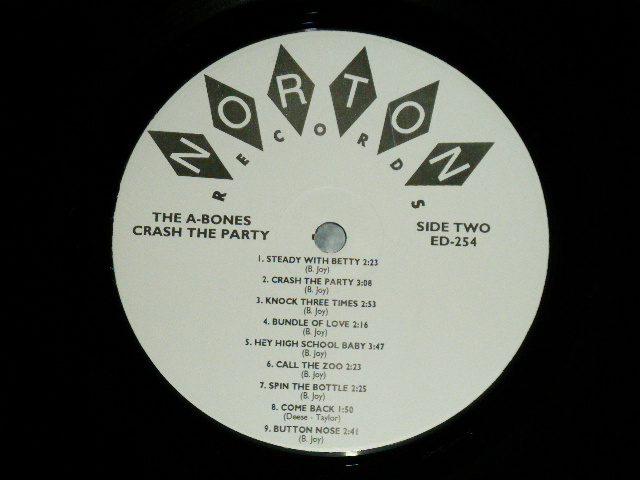 NORTON
RECORDS
THE A-BONES
CRASH THE PARTY
SIDE TWO
ED-254
1. STEADY WITH BETTY 2:23
(B. Joy)
2. CRASH THE PARTY 3:08
(B. Joy)
3. KNOCK THREE TIMES 2:53
(B. Joy)
4. BUNDLE OF LOVE 2:16
(B. Joy)
5. HEY HIGH SCHOOL BABY 3:47
(B. Joy)
6. CALL THE ZOO 2:23
(B. Joy)
7. SPIN THE BOTTLE 2:25
(B. Joy)
8. COME BACK 1:50
(Deese - Taylor)
9. BUTTON NOSE 2:41
(B. Joy)